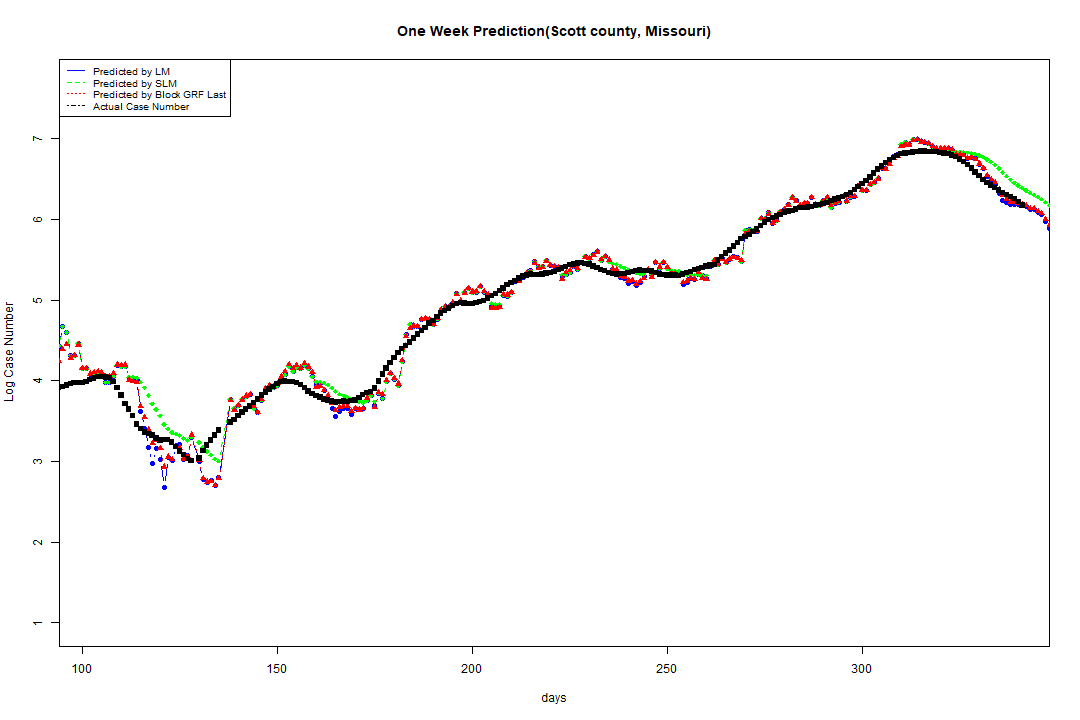 One Week Prediction(Scott county, Missouri)
Predicted by LM
Predicted by SLM
Predicted by Block GRF Last
Actual Case Number
7
6
5
4
3
2
1
Log Case Number
100 150 200 250 300
days